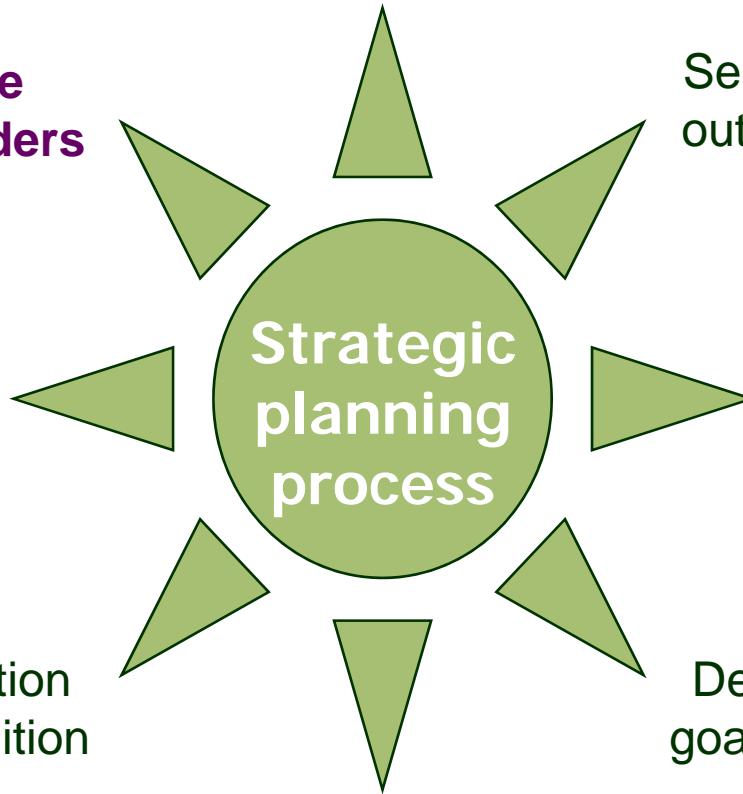 e
ders
Se
out
Strategic
planning
process
tion
ition
De
goa